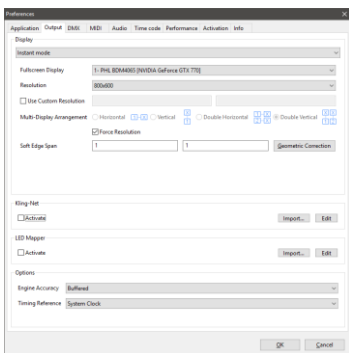 Preferences
Application Output DMX MIDI Audio Time code Performance Activation Info
Display
Instant mode
Fullscreen Display 1- PHL BDM4065 [NVIDIA GeForce GTX 770]
Resolution 800x600
Use Custom Resolution
Multi-Display Arrangement Horizontal Vertical Double Horizontal Double Vertical
Force Resolution
Soft Edge Span 1 1 Geometric Correction
Kling-Net
Activate Import... Edit
LED Mapper
Activate Import... Edit
Options
Engine Accuracy Buffered
Timing Reference System Clock
OK Cancel